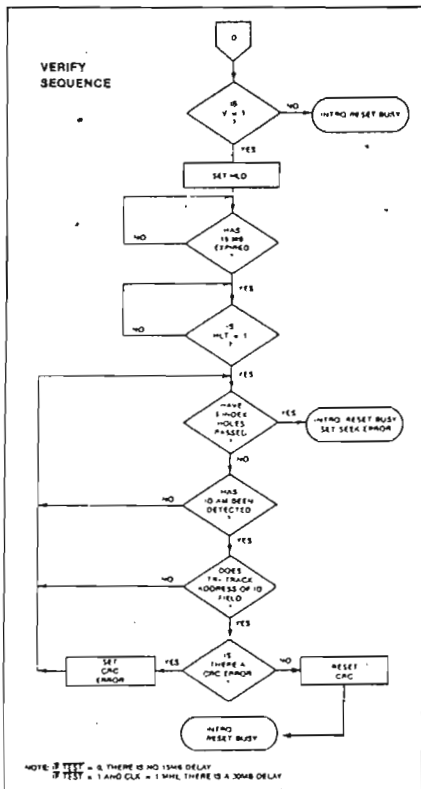 VERIFY
SEQUENCE
D
IS
V = 1
?
NO
INTRQ RESET BUSY
YES
SET HLD
HAS
15 MS
EXPIRED
?
NO
YES
IS
HLT = 1
?
NO
YES
HAVE
5 INDEX
HOLES
PASSED
?
YES
INTRQ RESET BUSY
SET SEEK ERROR
NO
HAS
ID AM BEEN
DETECTED
?
NO
YES
DOES
TR = TRACK
ADDRESS OF ID
FIELD
?
NO
YES
IS
THERE A
CRC ERROR
?
YES
SET
CRC
ERROR
NO
RESET
CRC
INTRQ
RESET BUSY
NOTE: IF TEST = 0, THERE IS NO 15MS DELAY
IF TEST = 1 AND CLK = 1 MHz, THERE IS A 30MS DELAY